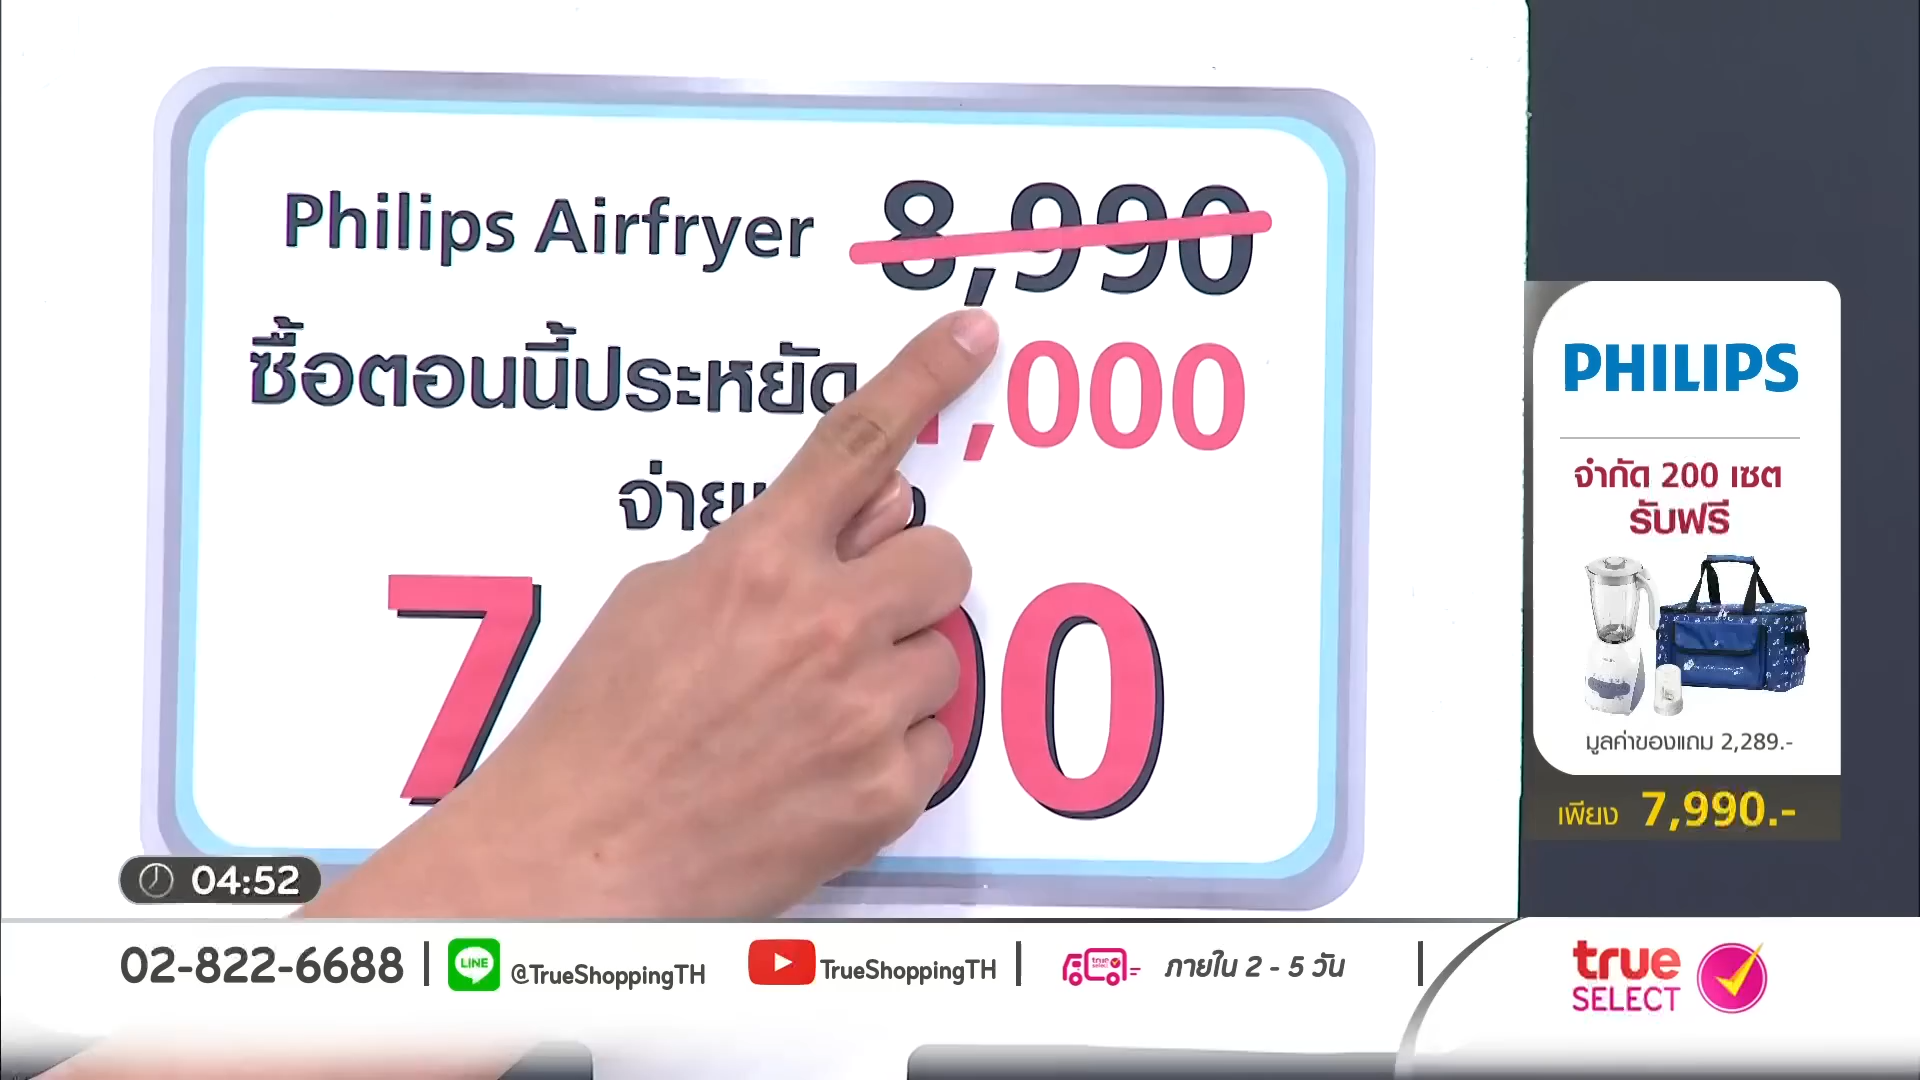 Philips Airfryer 8,990
ซื้อตอนนี้ประหยัด ,000
7 0
PHILIPS
จำกัด 200 เซต
รับฟรี
มูลค่าของแถม 2,289.-
เพียง 7,990.-
04:52
02-822-6688
LINE
@TrueShoppingTH
TrueShoppingTH
ภายใน 2 - 5 วัน
true
SELECT